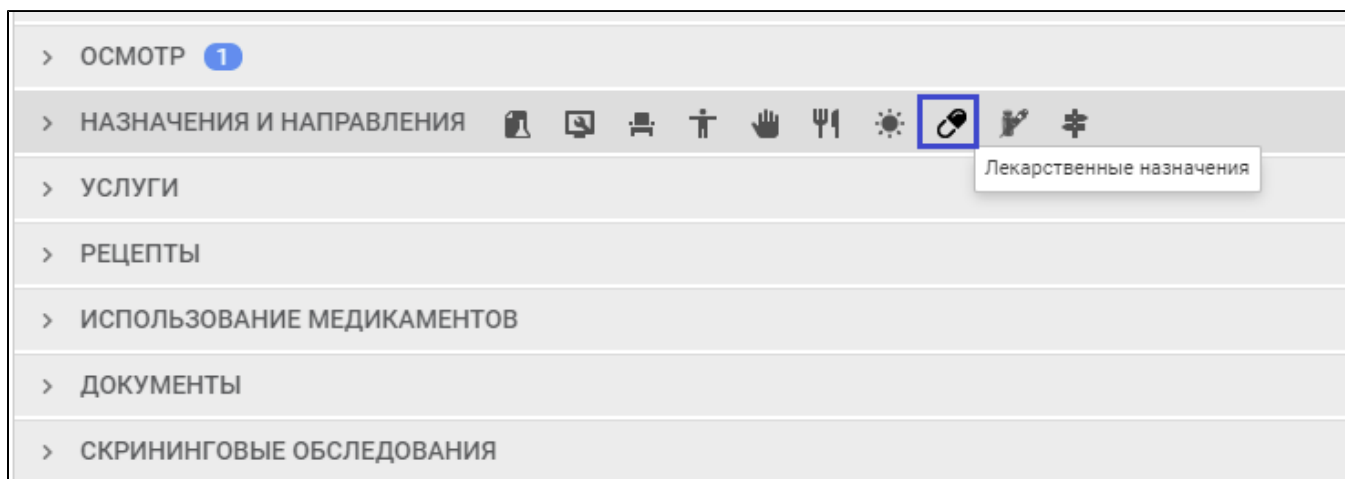 ОСМОТР 1
НАЗНАЧЕНИЯ И НАПРАВЛЕНИЯ
Лекарственные назначения
УСЛУГИ
РЕЦЕПТЫ
ИСПОЛЬЗОВАНИЕ МЕДИКАМЕНТОВ
ДОКУМЕНТЫ
СКРИНИНГОВЫЕ ОБСЛЕДОВАНИЯ